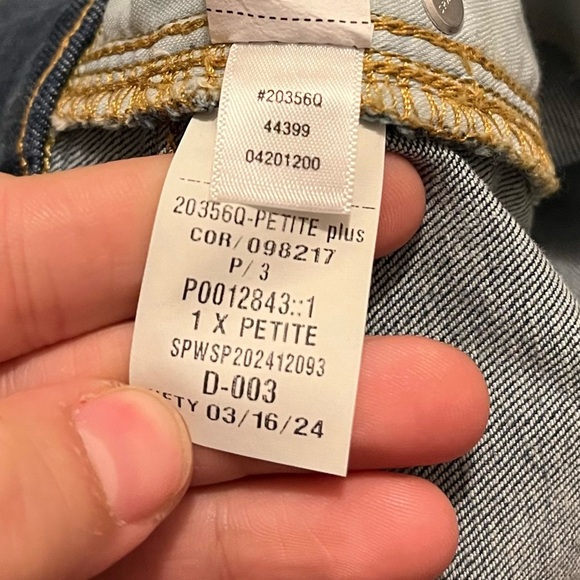 #20356Q
44399
04201200
20356Q-PETITE plus
COR/098217
P/3
P0012843::1
1 X PETITE
SPWSP202412093
D-003
03/16/24